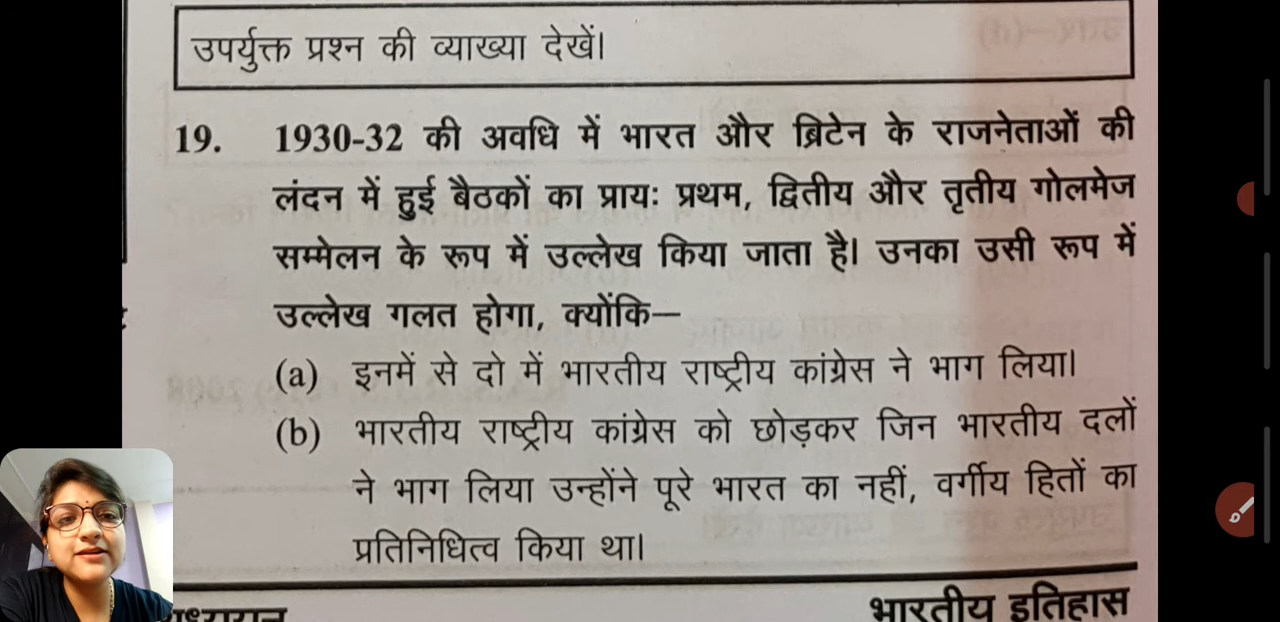 उपर्युक्त प्रश्न की व्याख्या देखें।
19. 1930-32 की अवधि में भारत और ब्रिटेन के राजनेताओं की
लंदन में हुई बैठकों का प्रायः प्रथम, द्वितीय और तृतीय गोलमेज
सम्मेलन के रूप में उल्लेख किया जाता है। उनका उसी रूप में
उल्लेख गलत होगा, क्योंकि—
(a) इनमें से दो में भारतीय राष्ट्रीय कांग्रेस ने भाग लिया।
(b) भारतीय राष्ट्रीय कांग्रेस को छोड़कर जिन भारतीय दलों
ने भाग लिया उन्होंने पूरे भारत का नहीं, वर्गीय हितों का
प्रतिनिधित्व किया था।
भारतीय इतिहास